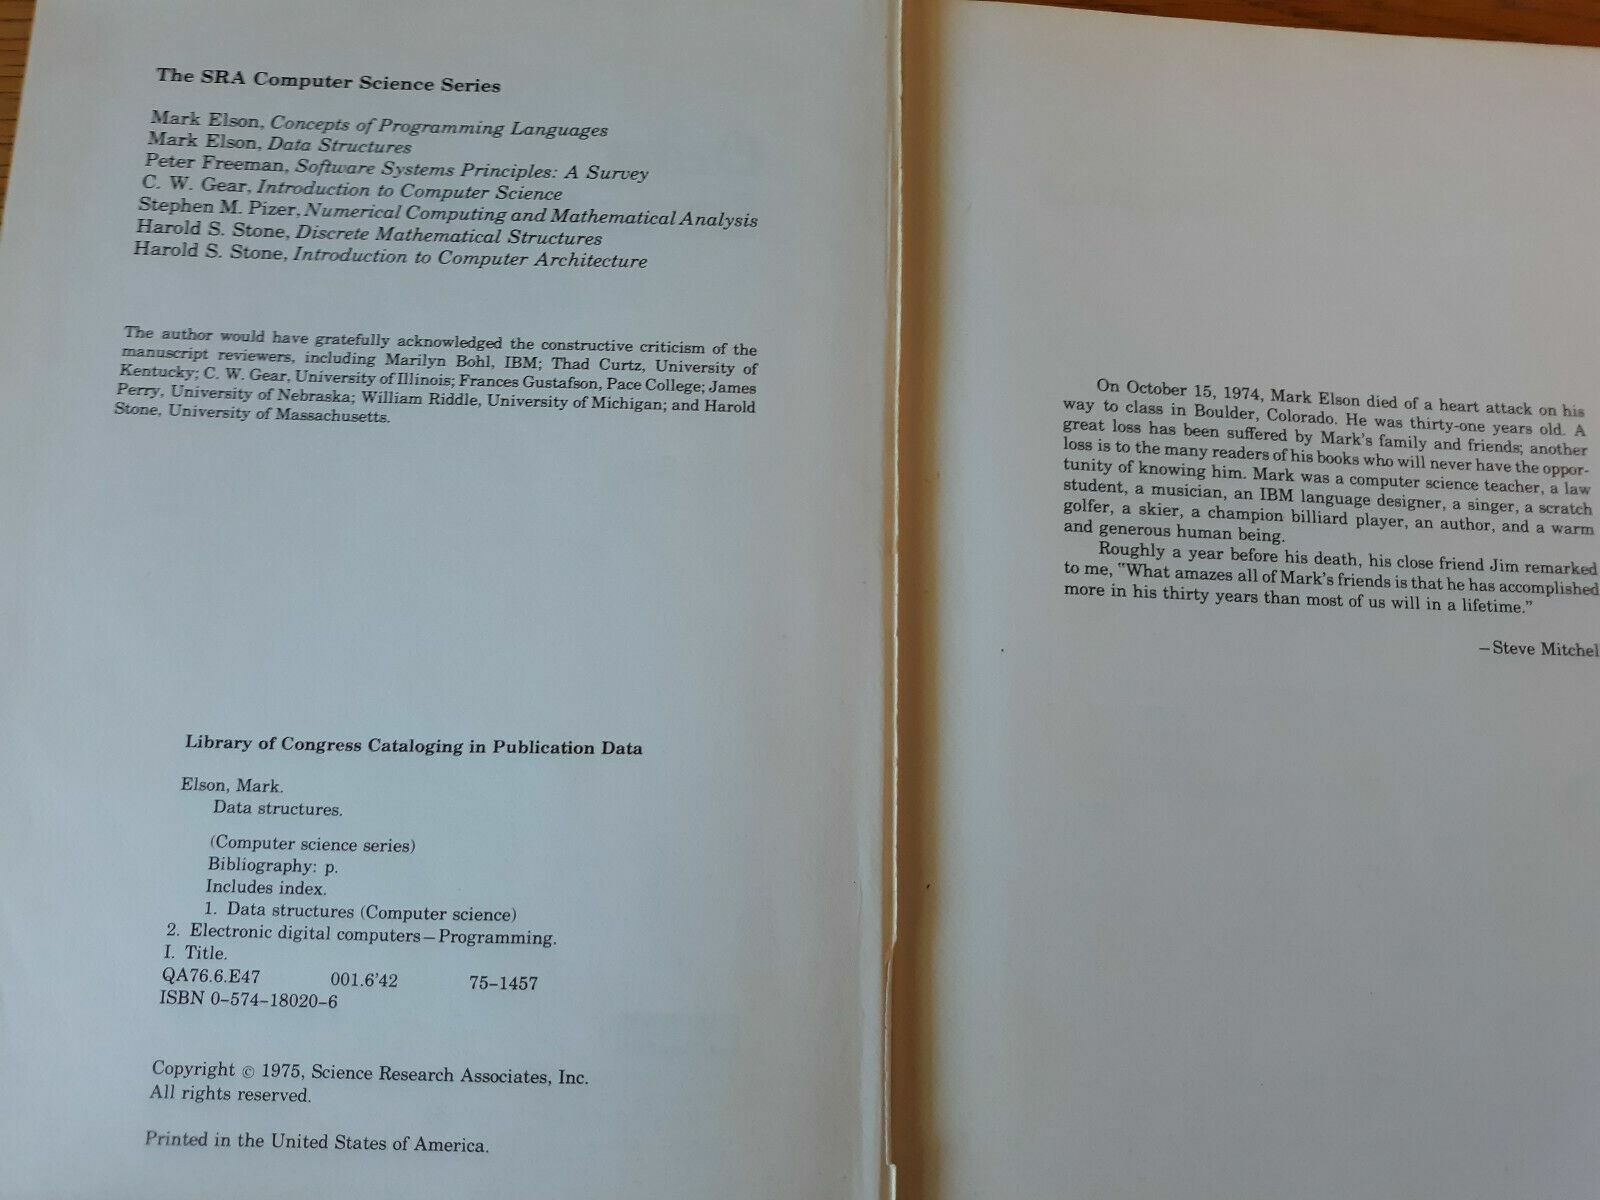 The SRA Computer Science Series
Mark Elson, Concepts of Programming Languages
Mark Elson, Data Structures
Peter Freeman, Software Systems Principles: A Survey
C. W. Gear, Introduction to Computer Science
Stephen M. Pizer, Numerical Computing and Mathematical Analysis
Harold S. Stone, Discrete Mathematical Structures
Harold S. Stone, Introduction to Computer Architecture
The author would have gratefully acknowledged the constructive criticism of the
manuscript reviewers, including Marilyn Bohl, IBM; Thad Curtz, University of
Kentucky; C. W. Gear, University of Illinois; Frances Gustafson, Pace College; James
Perry, University of Nebraska; William Riddle, University of Michigan; and Harold
Stone, University of Massachusetts.
Library of Congress Cataloging in Publication Data
Elson, Mark.
Data structures.
(Computer science series)
Bibliography: p.
Includes index.
1. Data structures (Computer science)
2. Electronic digital computers—Programming.
I. Title.
QA76.6.E47 001.6'42 75-1457
ISBN 0-574-18020-6
Copyright © 1975, Science Research Associates, Inc.
All rights reserved.
Printed in the United States of America.
On October 15, 1974, Mark Elson died of a heart attack on his
way to class in Boulder, Colorado. He was thirty-one years old. A
great loss has been suffered by Mark's family and friends; another
loss is to the many readers of his books who will never have the oppor-
tunity of knowing him. Mark was a computer science teacher, a law
student, a musician, an IBM language designer, a singer, a scratch
golfer, a skier, a champion billiard player, an author, and a warm
and generous human being.
Roughly a year before his death, his close friend Jim remarked
to me, "What amazes all of Mark's friends is that he has accomplished
more in his thirty years than most of us will in a lifetime."
—Steve Mitchel